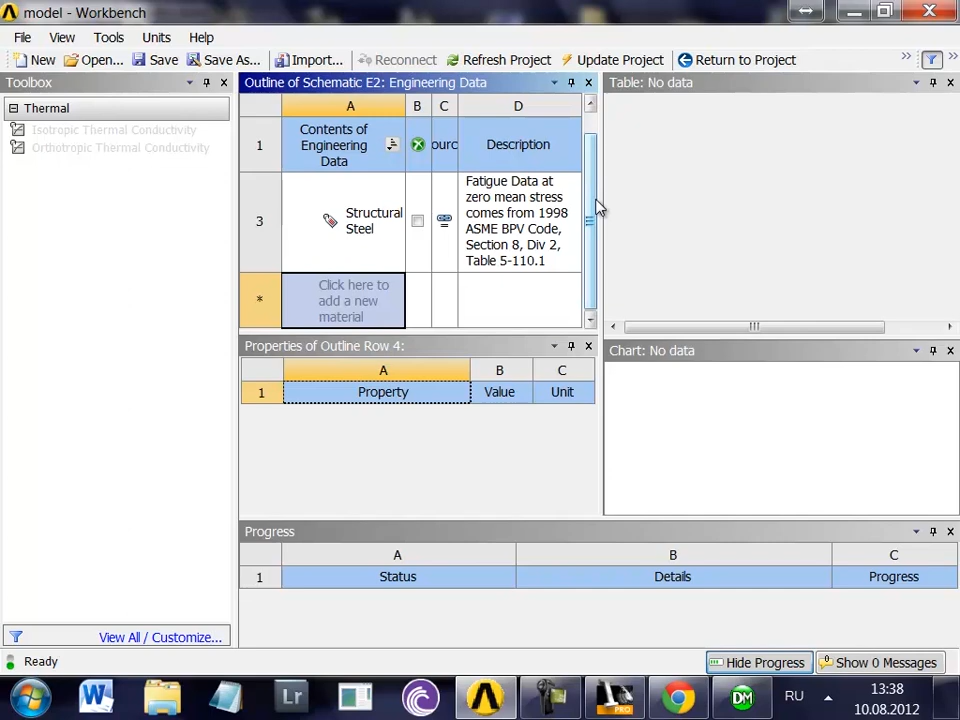 model - Workbench
File View Tools Units Help
New Open... Save Save As... Import... Reconnect Refresh Project Update Project Return to Project
Toolbox
Thermal
Isotropic Thermal Conductivity
Orthotropic Thermal Conductivity
View All / Customize...
Outline of Schematic E2: Engineering Data
A B C D
1 Contents of Engineering Data ourc Description
3 Structural Steel Fatigue Data at zero mean stress comes from 1998 ASME BPV Code, Section 8, Div 2, Table 5-110.1
* Click here to add a new material
Properties of Outline Row 4:
A B C
1 Property Value Unit
Table: No data
Chart: No data
Progress
A B C
1 Status Details Progress
Ready
Hide Progress
0 Show 0 Messages
W Lr PRO DM RU
13:38
10.08.2012